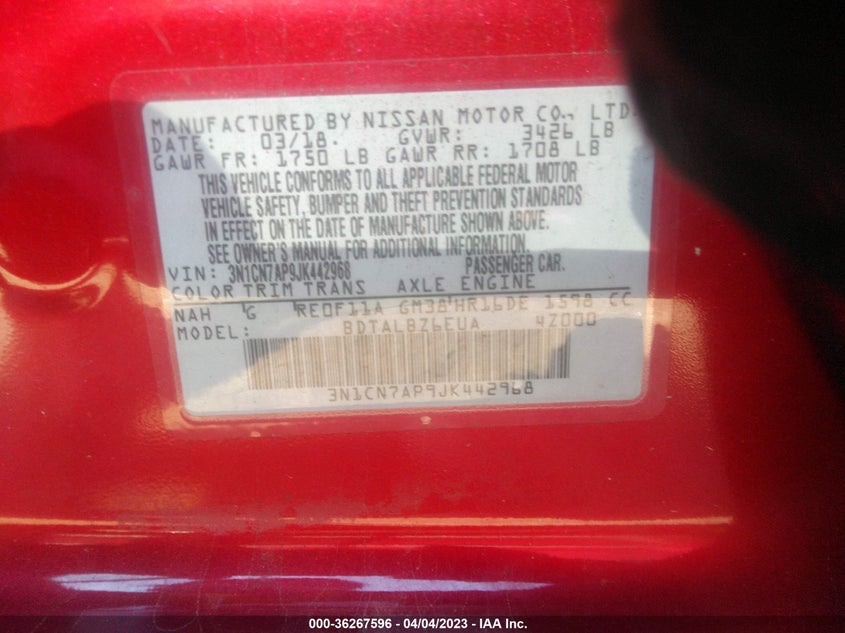 MANUFACTURED BY NISSAN MOTOR CO., LTD.
DATE: 03/18. GVWR: 3426 LB
GAWR FR: 1750 LB GAWR RR: 1708 LB
THIS VEHICLE CONFORMS TO ALL APPLICABLE FEDERAL MOTOR
VEHICLE SAFETY, BUMPER AND THEFT PREVENTION STANDARDS
IN EFFECT ON THE DATE OF MANUFACTURE SHOWN ABOVE.
SEE OWNER'S MANUAL FOR ADDITIONAL INFORMATION.
VIN: 3N1CN7AP9JK442968 PASSENGER CAR.
COLOR TRIM TRANS AXLE ENGINE
NAH G RE0F11A GM38 HR16DE 1598 CC
MODEL: BDTALBZ6EUA 4Z000
3N1CN7AP9JK442968
000-36267596 - 04/04/2023 - IAA Inc.